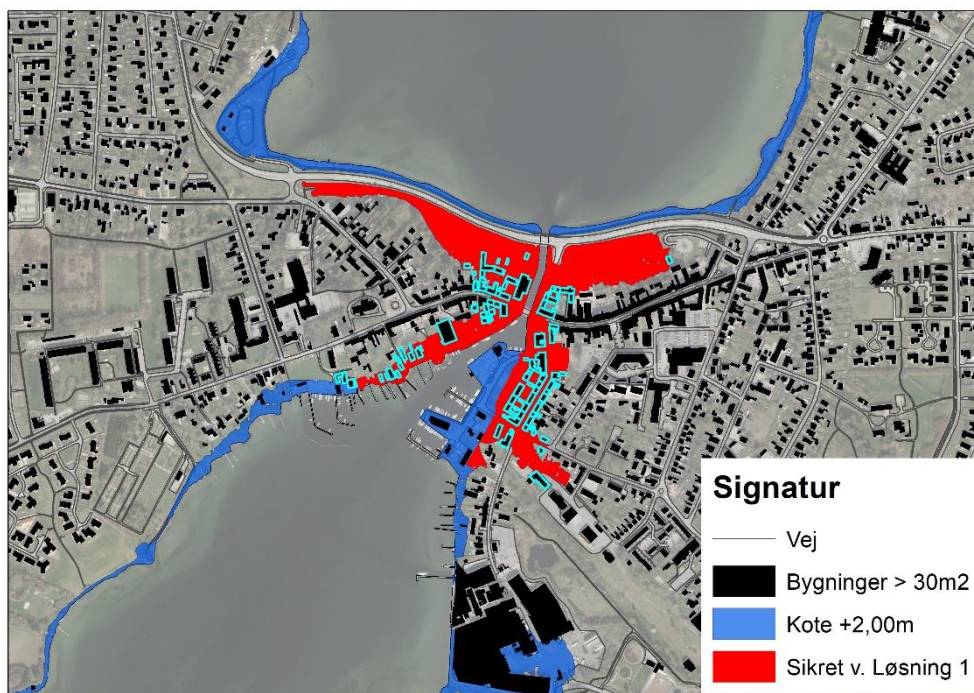 Signatur
Vej
Bygninger > 30m2
Kote +2,00m
Sikret v. Løsning 1